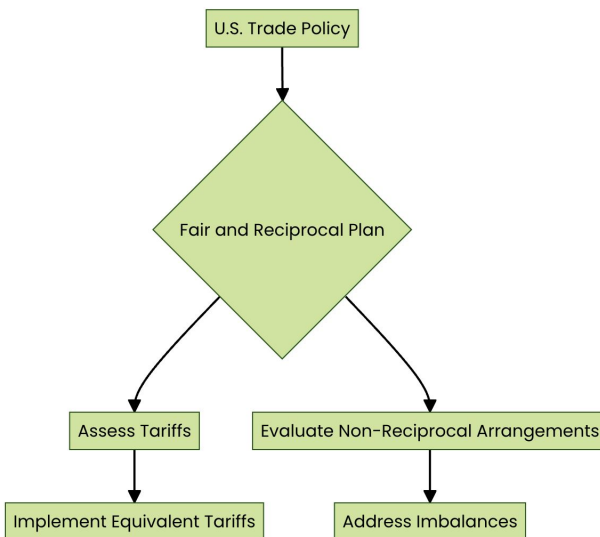 U.S. Trade Policy
Fair and Reciprocal Plan
Assess Tariffs
Evaluate Non-Reciprocal Arrangements
Implement Equivalent Tariffs
Address Imbalances